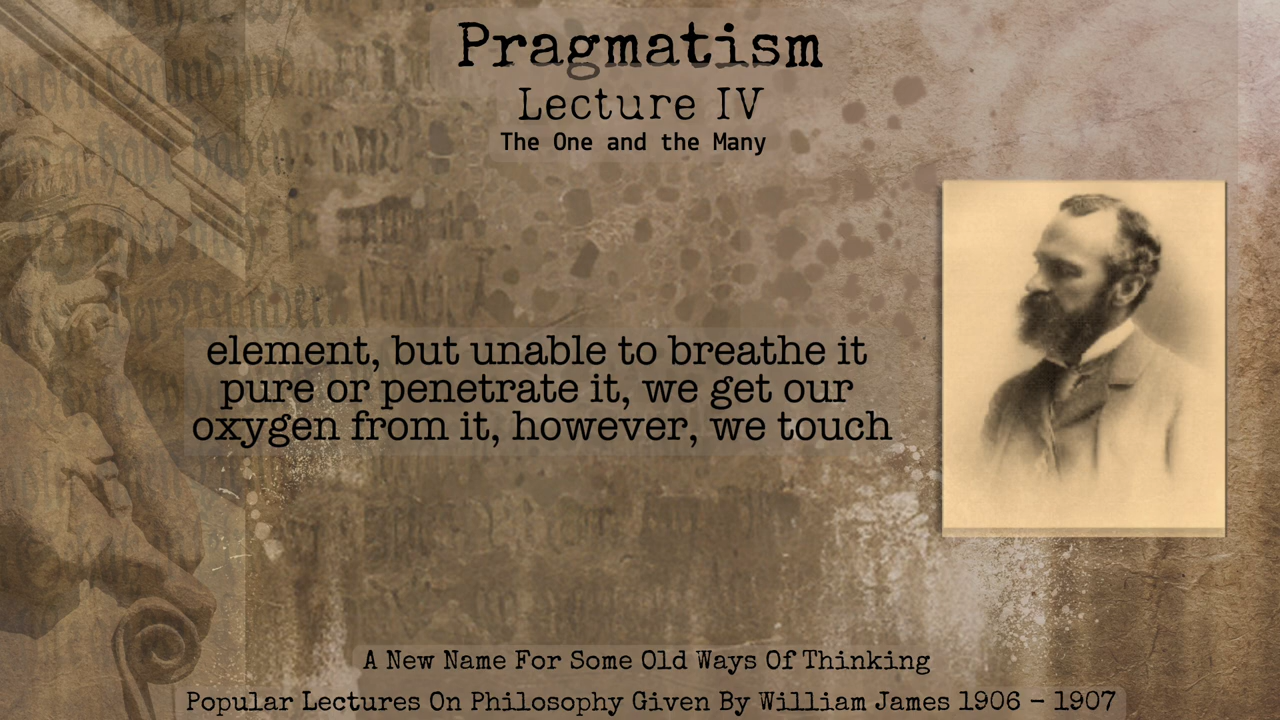 Pragmatism
Lecture IV
The One and the Many
element, but unable to breathe it
pure or penetrate it, we get our
oxygen from it, however, we touch
A New Name For Some Old Ways Of Thinking
Popular Lectures On Philosophy Given By William James 1906 - 1907